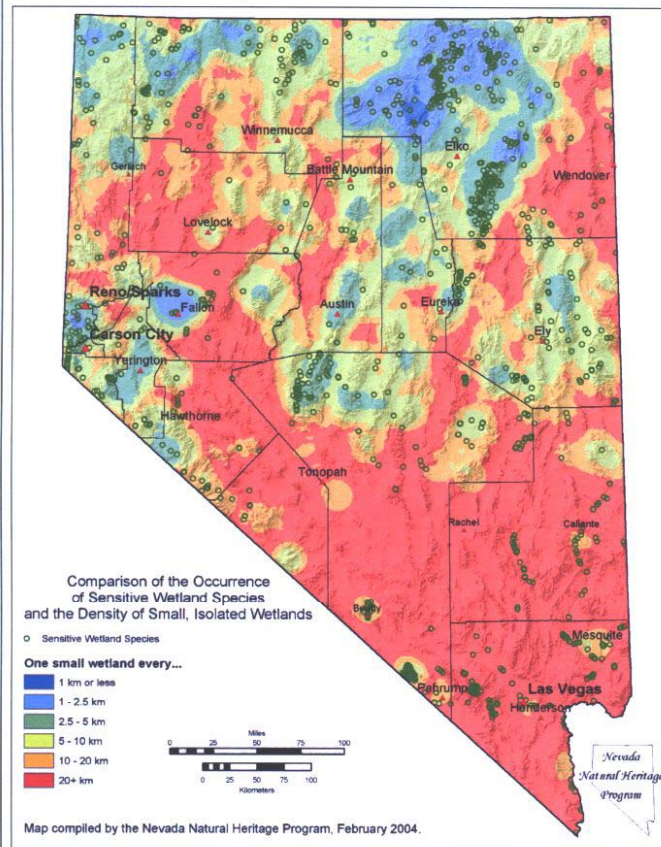 Winnemucca
Gerlach
Battle Mountain
Elko
Wendover
Lovelock
Reno/Sparks
Fallon
Austin
Eureka
Ely
Carson City
Yerington
Hawthorne
Tonopah
Rachel
Caliente
Beatty
Mesquite
Pahrump
Las Vegas
Henderson
Comparison of the Occurrence
of Sensitive Wetland Species
and the Density of Small, Isolated Wetlands
Sensitive Wetland Species
One small wetland every...
1 km or less
1 - 2.5 km
2.5 - 5 km
5 - 10 km
10 - 20 km
20+ km
Miles
0 25 50 75 100
0 25 50 75 100
Kilometers
Nevada
Natural Heritage
Program
Map compiled by the Nevada Natural Heritage Program, February 2004.